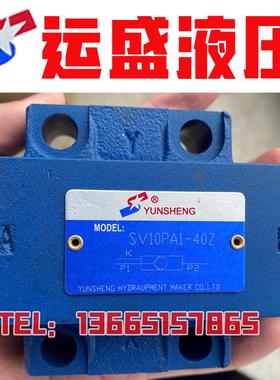 运盛液压
Y
YUNSHENG
MODEL:
SV10PA1-40Z
A
K
P1
P2
YUNSHENG HYDRAUPMENT MAKER CO.,LTD
TEL: 13665157865